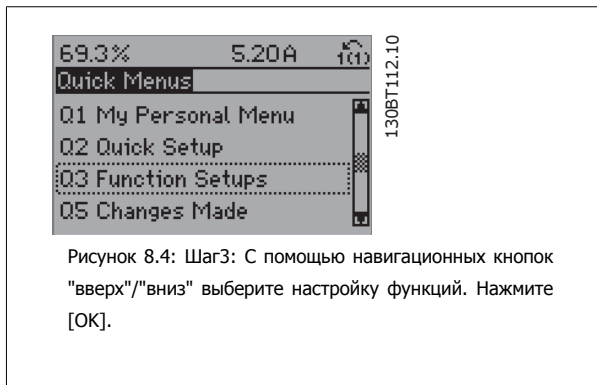 69.3% 5.20A 1(1)
Quick Menus
Q1 My Personal Menu
Q2 Quick Setup
Q3 Function Setups
Q5 Changes Made
130BT112.10
Рисунок 8.4: Шаг3: С помощью навигационных кнопок
"вверх"/"вниз" выберите настройку функций. Нажмите
[OK].